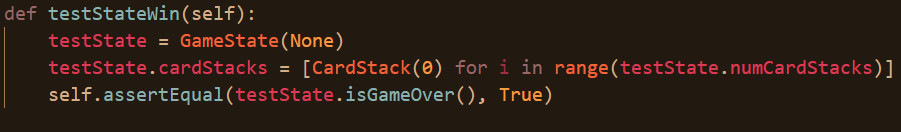 def testStateWin(self):
    testState = GameState(None)
    testState.cardStacks = [CardStack(0) for i in range(testState.numCardStacks)]
    self.assertEqual(testState.isGameOver(), True)